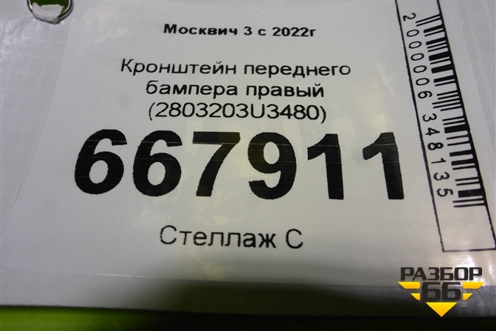 Москвич 3 с 2022г
Кронштейн переднего
бампера правый
(2803203U3480)
667911
Стеллаж С
2000006348135
РАЗБОР
66